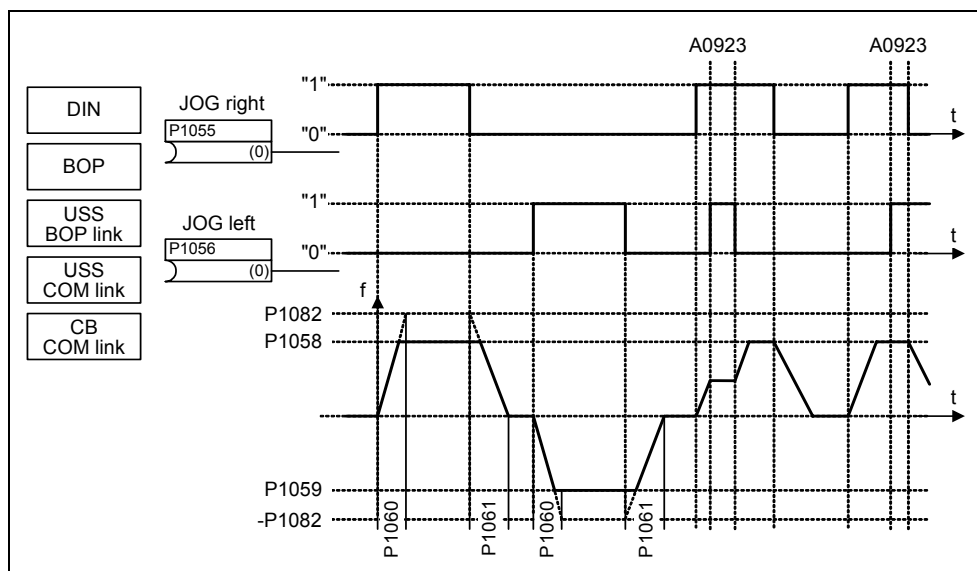 A0923 A0923
DIN
BOP
USS
BOP link
USS
COM link
CB
COM link
JOG right
P1055
(0)
"1"
"0"
t
JOG left
P1056
(0)
"1"
"0"
t
f
P1082
P1058
t
P1059
-P1082
P1060
P1061
P1060
P1061